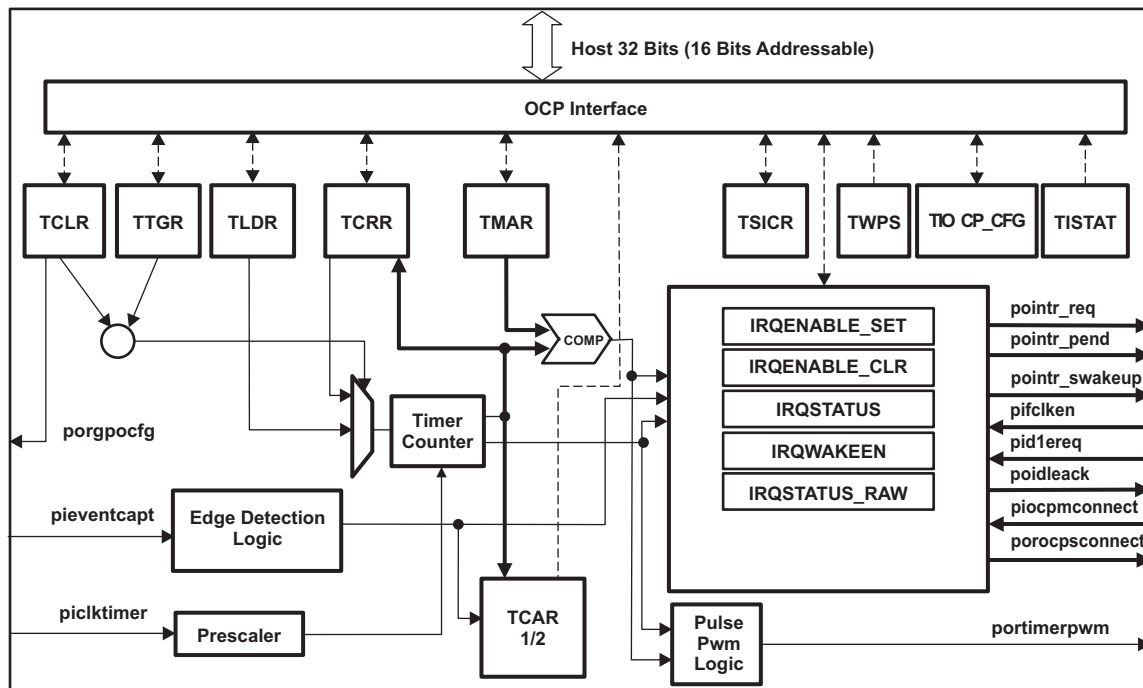 Host 32 Bits (16 Bits Addressable)
OCP Interface
TCLR
TTGR
TLDR
TCRR
TMAR
TSICR
TWPS
TIO CP_CFG
TISTAT
COMP
IRQENABLE_SET
IRQENABLE_CLR
IRQSTATUS
IRQWAKEEN
IRQSTATUS_RAW
pointr_req
pointr_pend
pointr_swakeup
pifclken
pid1ereq
poidleack
piocpmconnect
porocpsconnect
Timer
Counter
porgpocfg
pieventcapt
Edge Detection
Logic
piclktimer
Prescaler
TCAR
1/2
Pulse
Pwm
Logic
portimerpwm